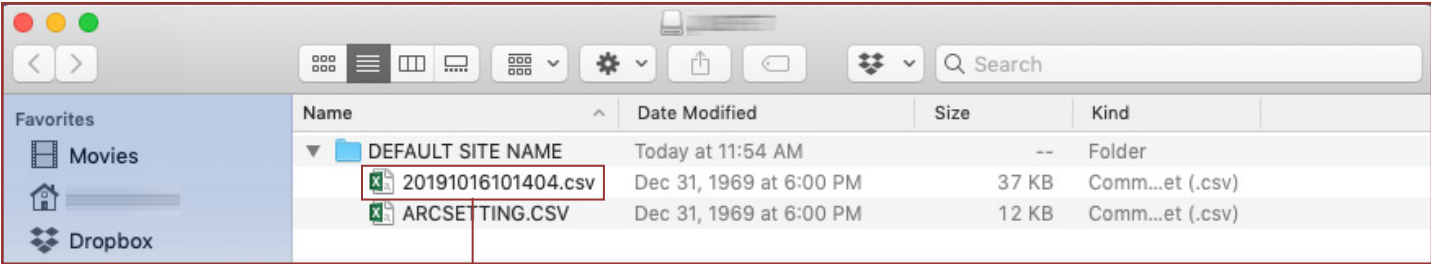 Search
Favorites
Name Date Modified Size Kind
Movies
DEFAULT SITE NAME Today at 11:54 AM -- Folder
20191016101404.csv Dec 31, 1969 at 6:00 PM 37 KB Comm...et (.csv)
ARCSETTING.CSV Dec 31, 1969 at 6:00 PM 12 KB Comm...et (.csv)
Dropbox